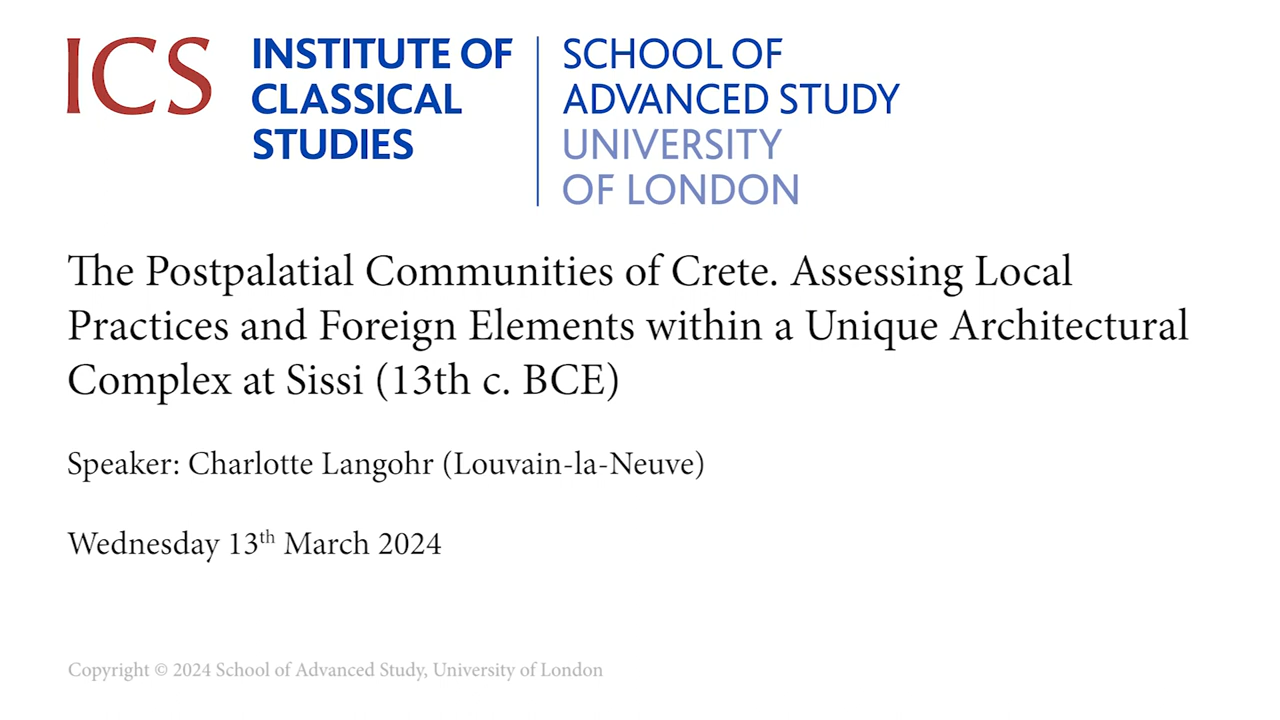 ICS
INSTITUTE OF
CLASSICAL
STUDIES
SCHOOL OF
ADVANCED STUDY
UNIVERSITY
OF LONDON
The Postpalatial Communities of Crete. Assessing Local
Practices and Foreign Elements within a Unique Architectural
Complex at Sissi (13th c. BCE)
Speaker: Charlotte Langohr (Louvain-la-Neuve)
Wednesday 13th March 2024
Copyright © 2024 School of Advanced Study, University of London